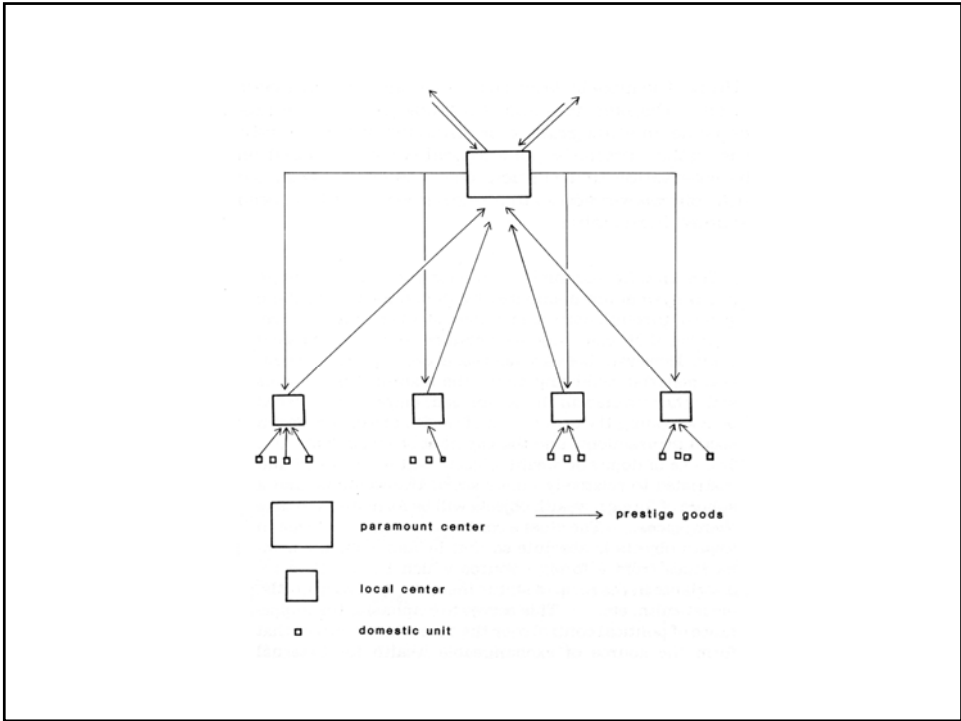 paramount center
prestige goods
local center
domestic unit